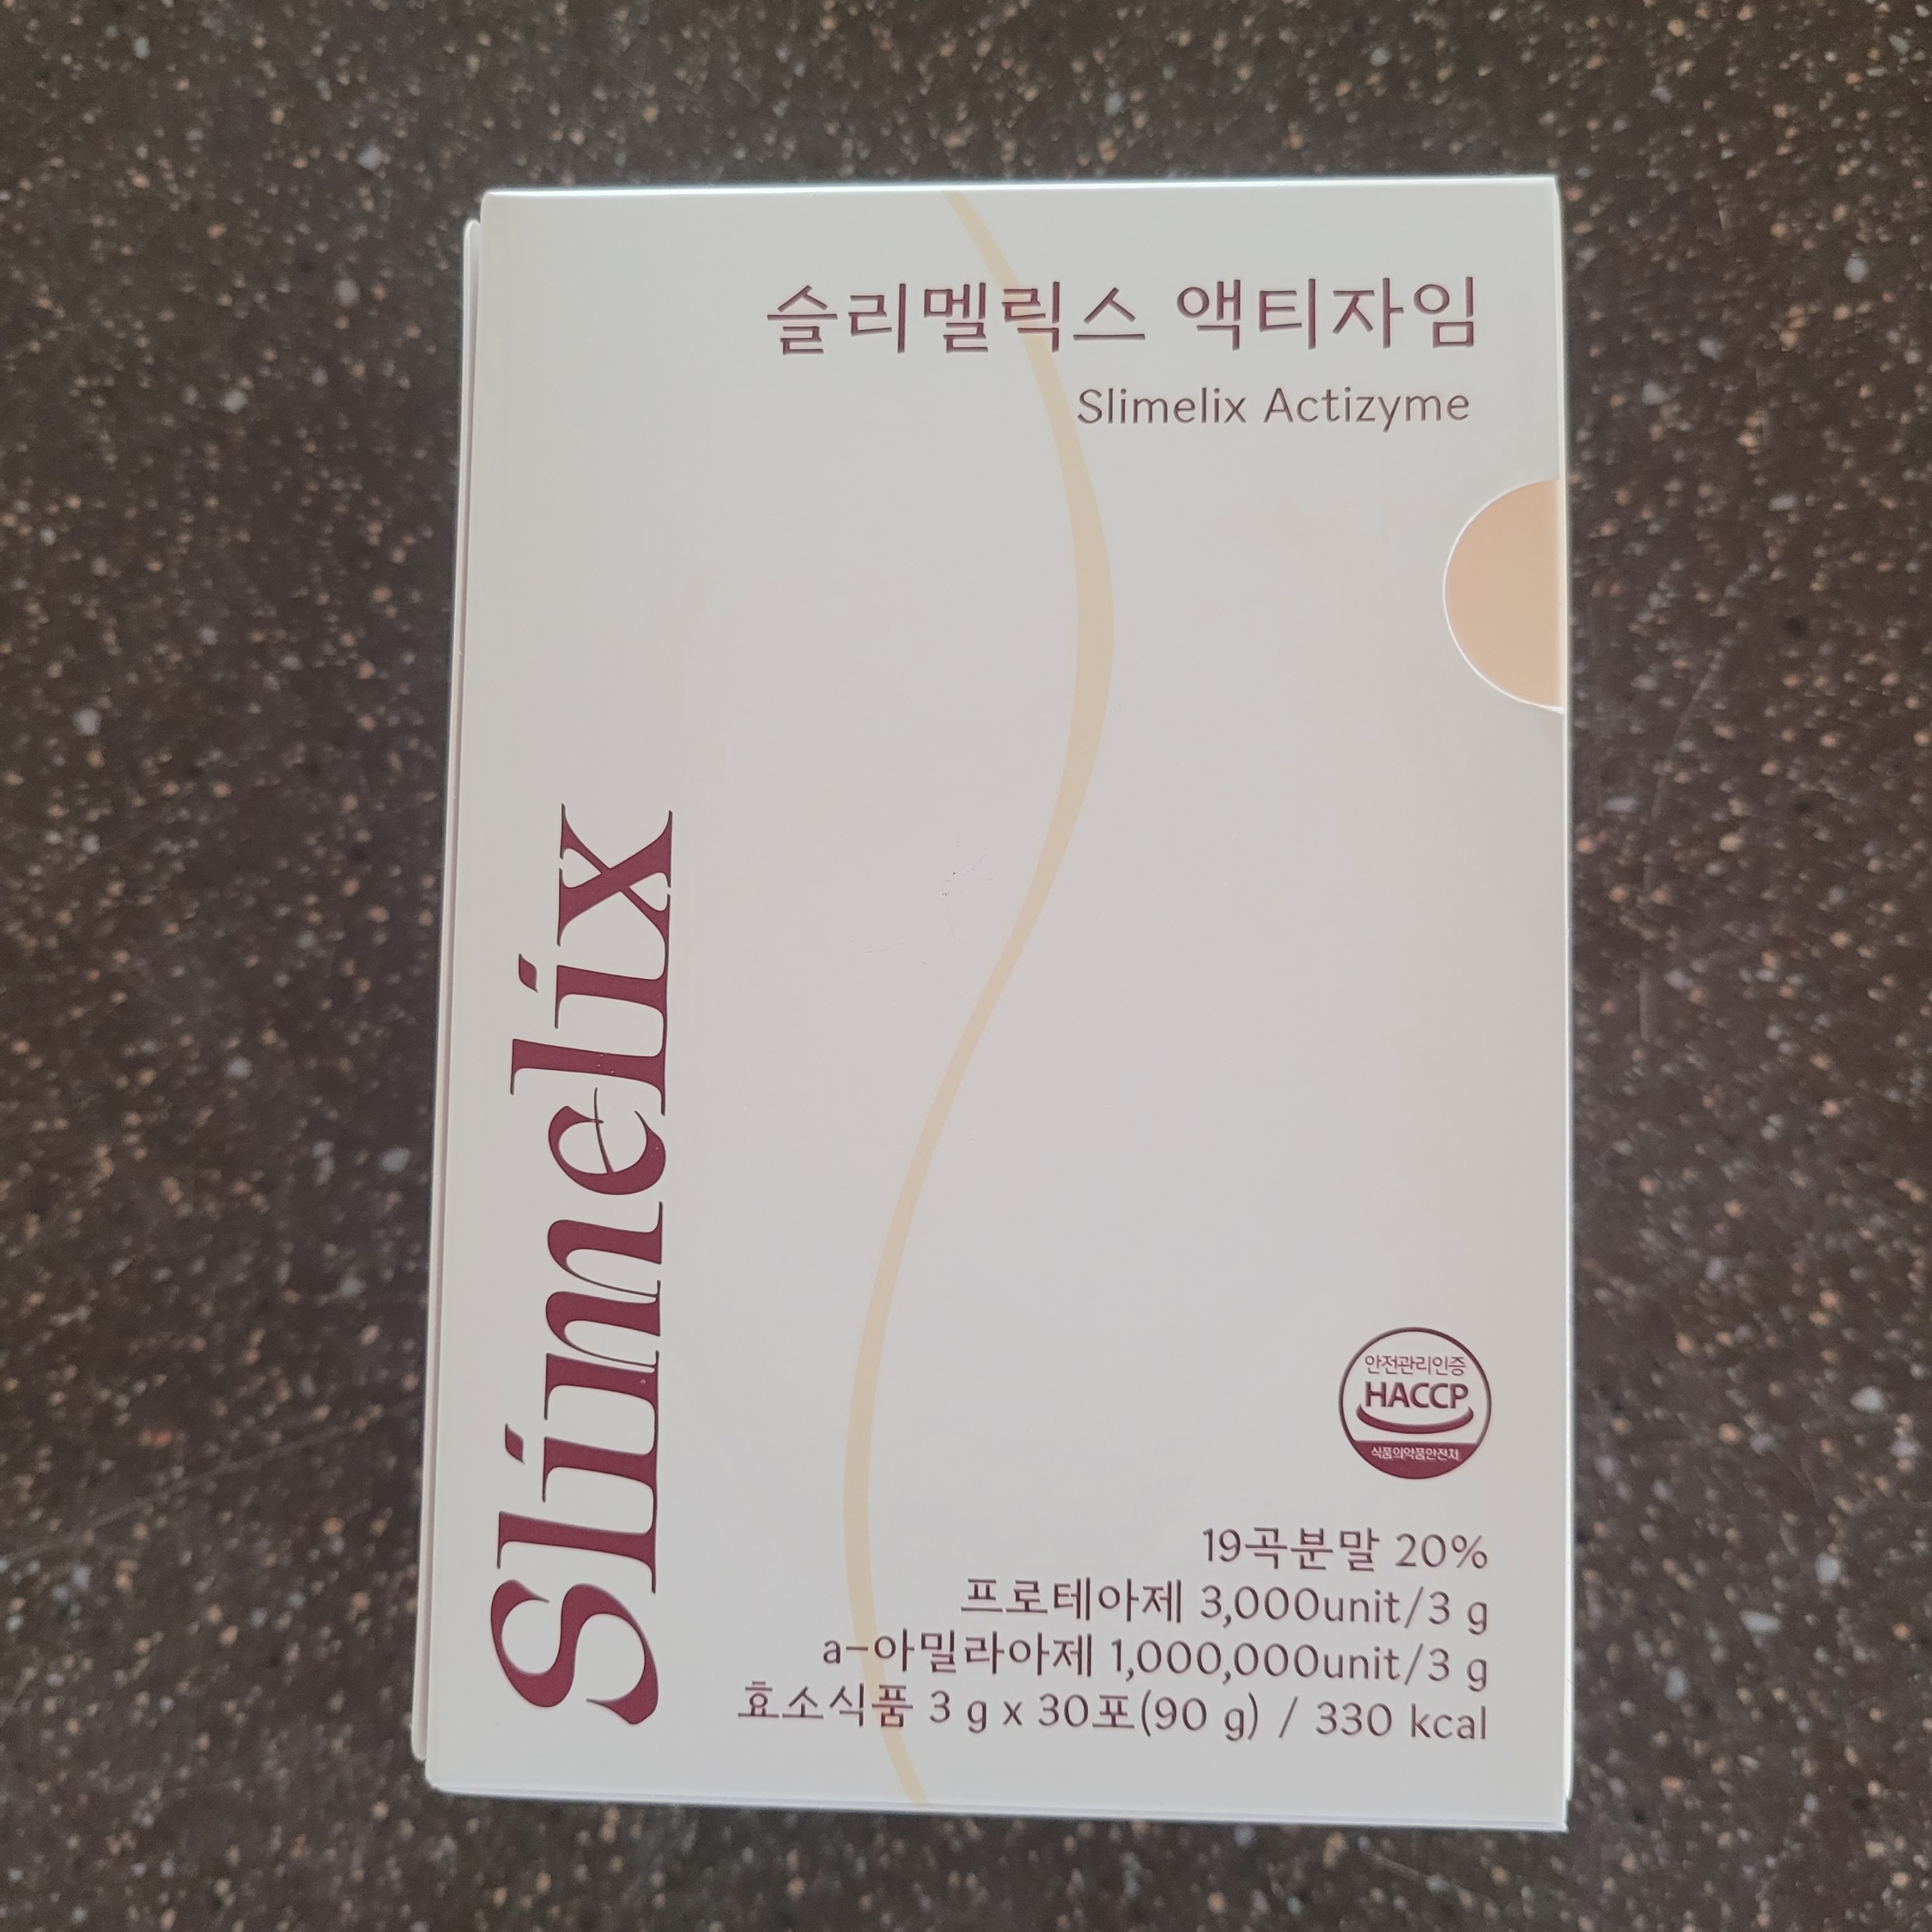 슬리멜릭스 액티자임
Slimelix Actizyme
Slimelix
안전관리인증
HACCP
식품의약품안전처
19곡분말 20%
프로테아제 3,000unit/3 g
a-아밀라아제 1,000,000unit/3 g
효소식품 3 g x 30포(90 g) / 330 kcal